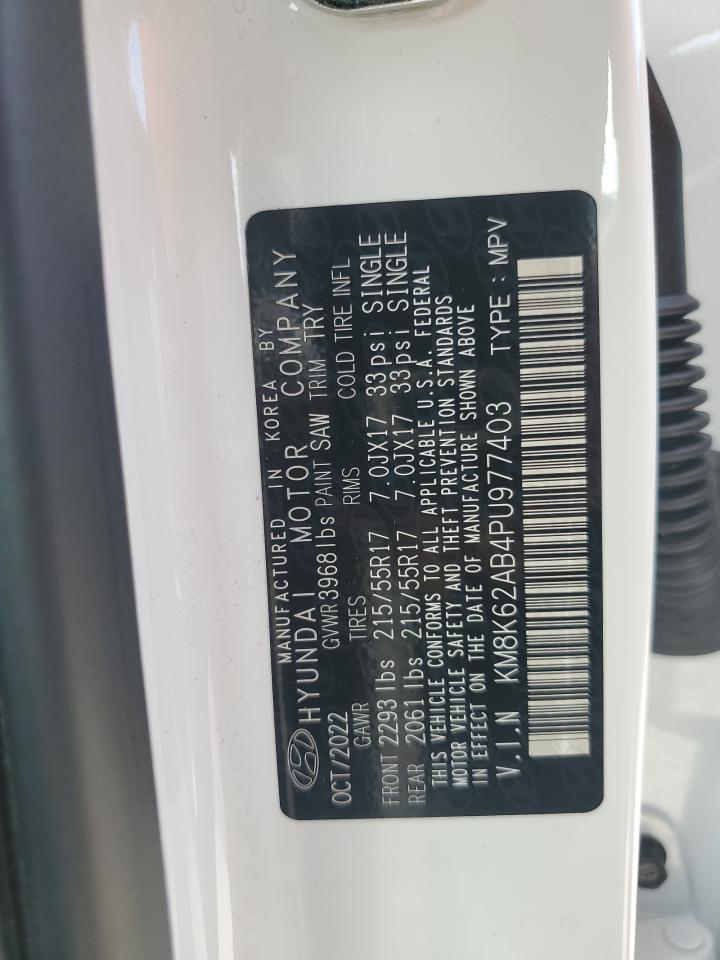 MANUFACTURED IN KOREA BY
HYUNDAI MOTOR COMPANY
OCT/2022 GVWR 3968 lbs PAINT SAW TRIM TRY
GAWR TIRES RIMS COLD TIRE INFL
FRONT 2293 lbs 215/55R17 7.0JX17 33psi SINGLE
REAR 2061 lbs 215/55R17 7.0JX17 33psi SINGLE
THIS VEHICLE CONFORMS TO ALL APPLICABLE U.S.A. FEDERAL
MOTOR VEHICLE SAFETY AND THEFT PREVENTION STANDARDS
IN EFFECT ON THE DATE OF MANUFACTURE SHOWN ABOVE
V.I.N KM8K62AB4PU977403 TYPE : MPV